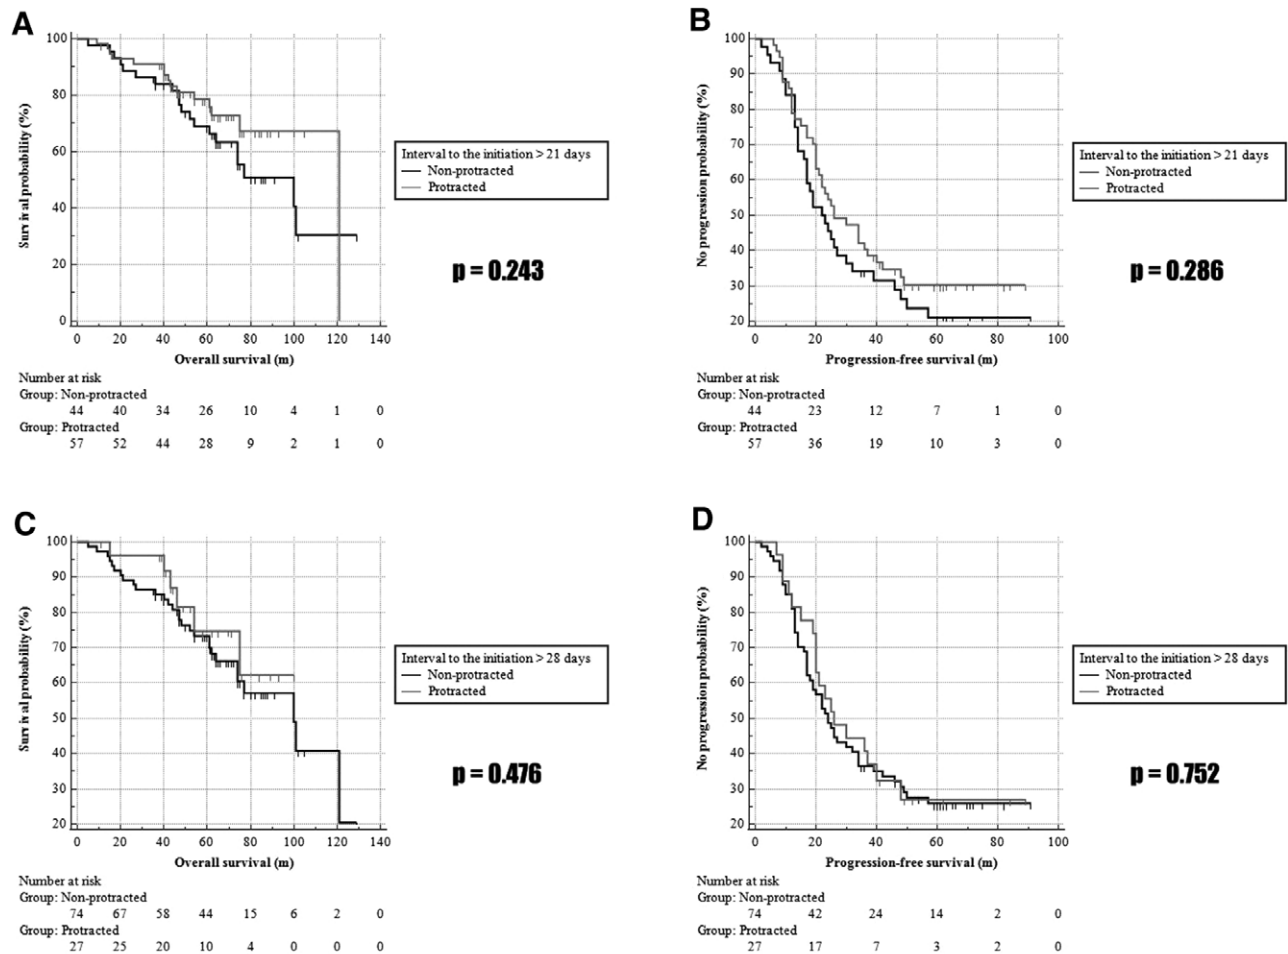 A
100
80
60
40
20
0
Survival probability (%)
0 20 40 60 80 100 120 140
Overall survival (m)
Interval to the initiation > 21 days
Non-protracted
Protracted
p = 0.243
Number at risk
Group: Non-protracted
44 40 34 26 10 4 1 0
Group: Protracted
57 52 44 28 9 2 1 0
B
100
90
80
70
60
50
40
30
20
No progression probability (%)
0 20 40 60 80 100
Progression-free survival (m)
Interval to the initiation > 21 days
Non-protracted
Protracted
p = 0.286
Number at risk
Group: Non-protracted
44 23 12 7 1 0
Group: Protracted
57 36 19 10 3 0
C
100
90
80
70
60
50
40
30
20
Survival probability (%)
0 20 40 60 80 100 120 140
Overall survival (m)
Interval to the initiation > 28 days
Non-protracted
Protracted
p = 0.476
Number at risk
Group: Non-protracted
74 67 58 44 15 6 2 0
Group: Protracted
27 25 20 10 4 0 0 0
D
100
90
80
70
60
50
40
30
20
No progression probability (%)
0 20 40 60 80 100
Progression-free survival (m)
Interval to the initiation > 28 days
Non-protracted
Protracted
p = 0.752
Number at risk
Group: Non-protracted
74 42 24 14 2 0
Group: Protracted
27 17 7 3 2 0